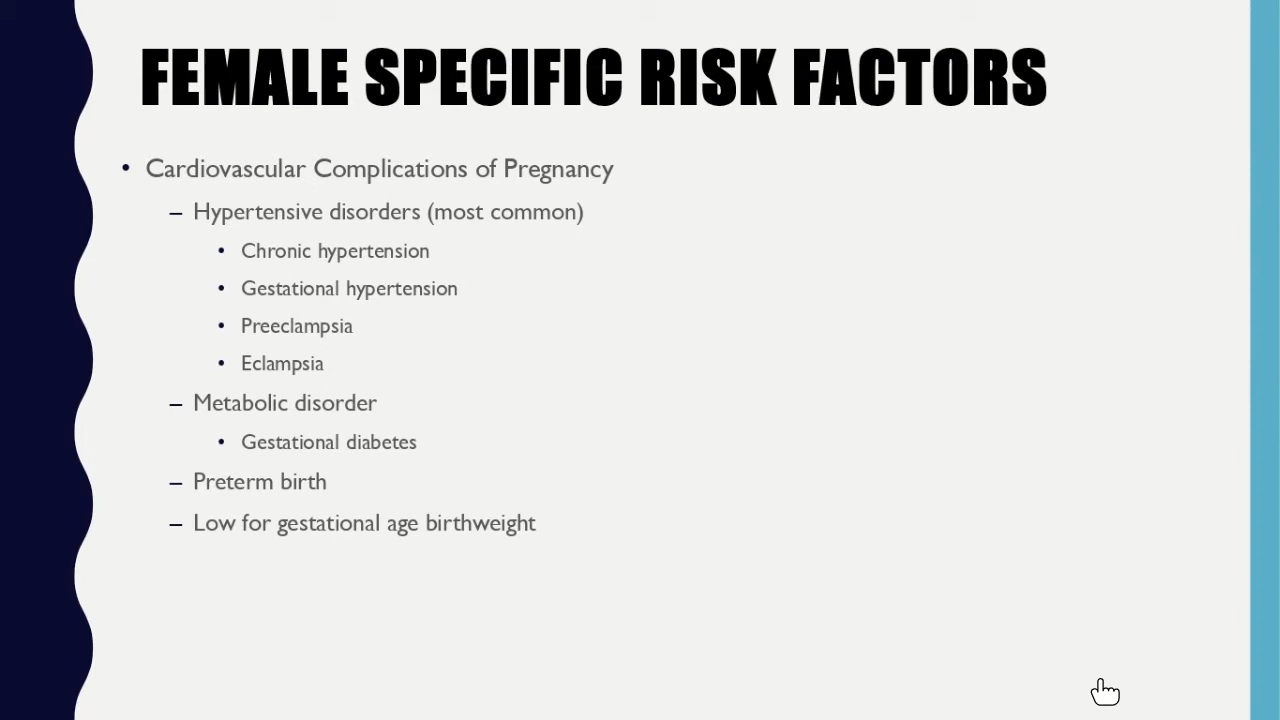 FEMALE SPECIFIC RISK FACTORS
• Cardiovascular Complications of Pregnancy
– Hypertensive disorders (most common)
• Chronic hypertension
• Gestational hypertension
• Preeclampsia
• Eclampsia
– Metabolic disorder
• Gestational diabetes
– Preterm birth
– Low for gestational age birthweight